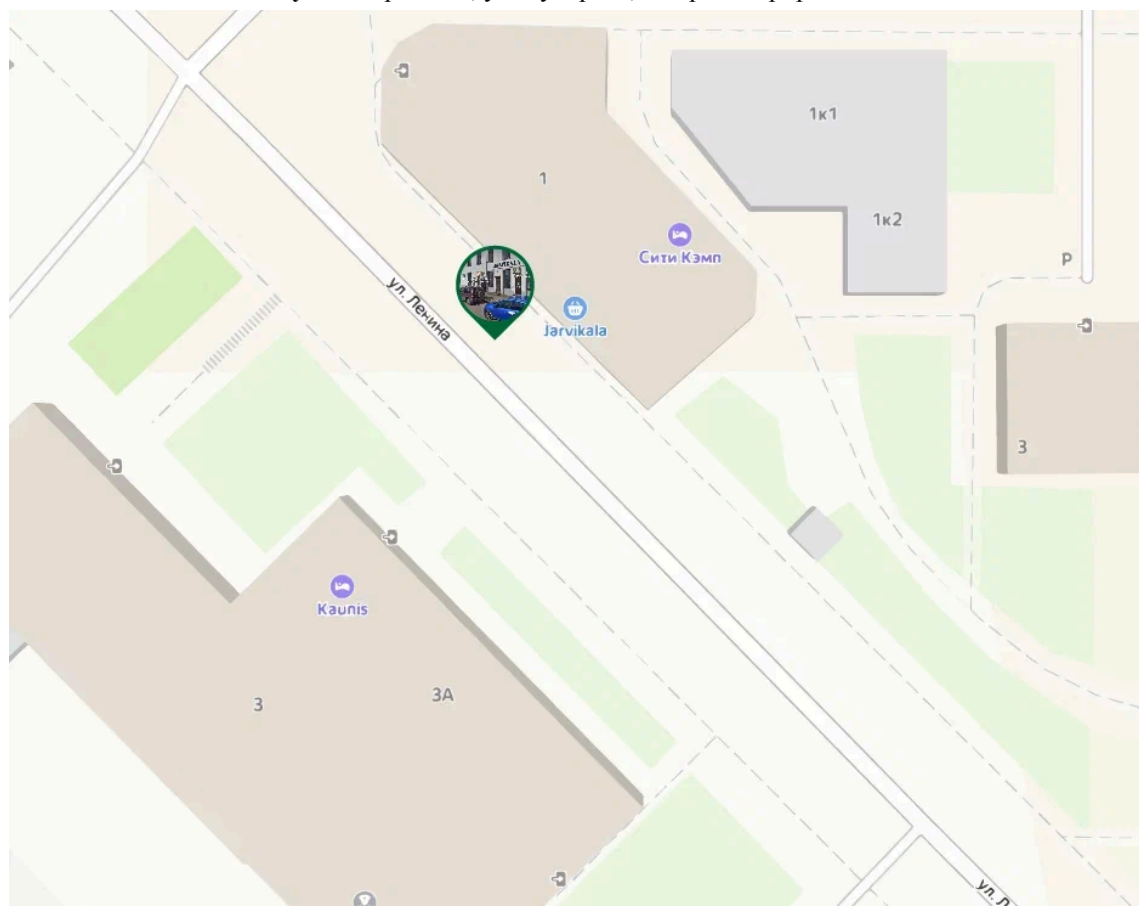 1к1
1
1к2
Сити Кэмп
P
ул. Ленина
Jarvikala
3
Kaunis
3А
3
ул. Л